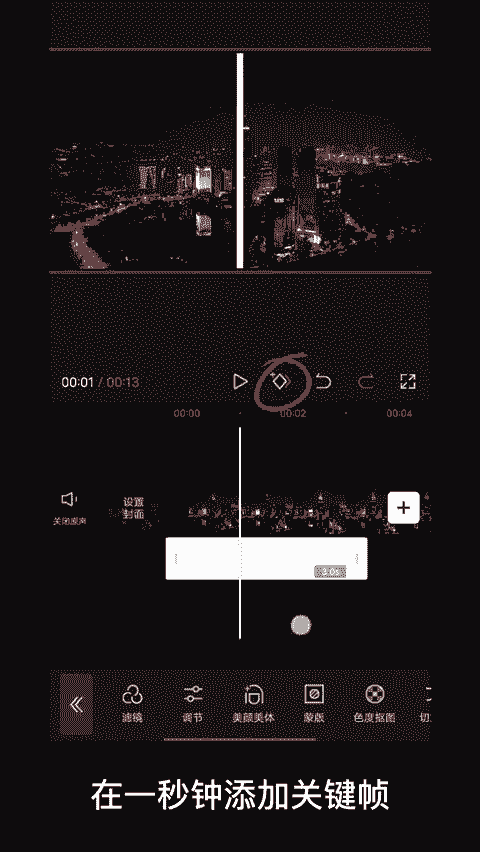 00:01 / 00:13
00:00
00:02
00:04
关闭原声
设置
封面
3.0s
滤镜
调节
美颜美体
蒙版
色度抠图
切
在一秒钟添加关键帧